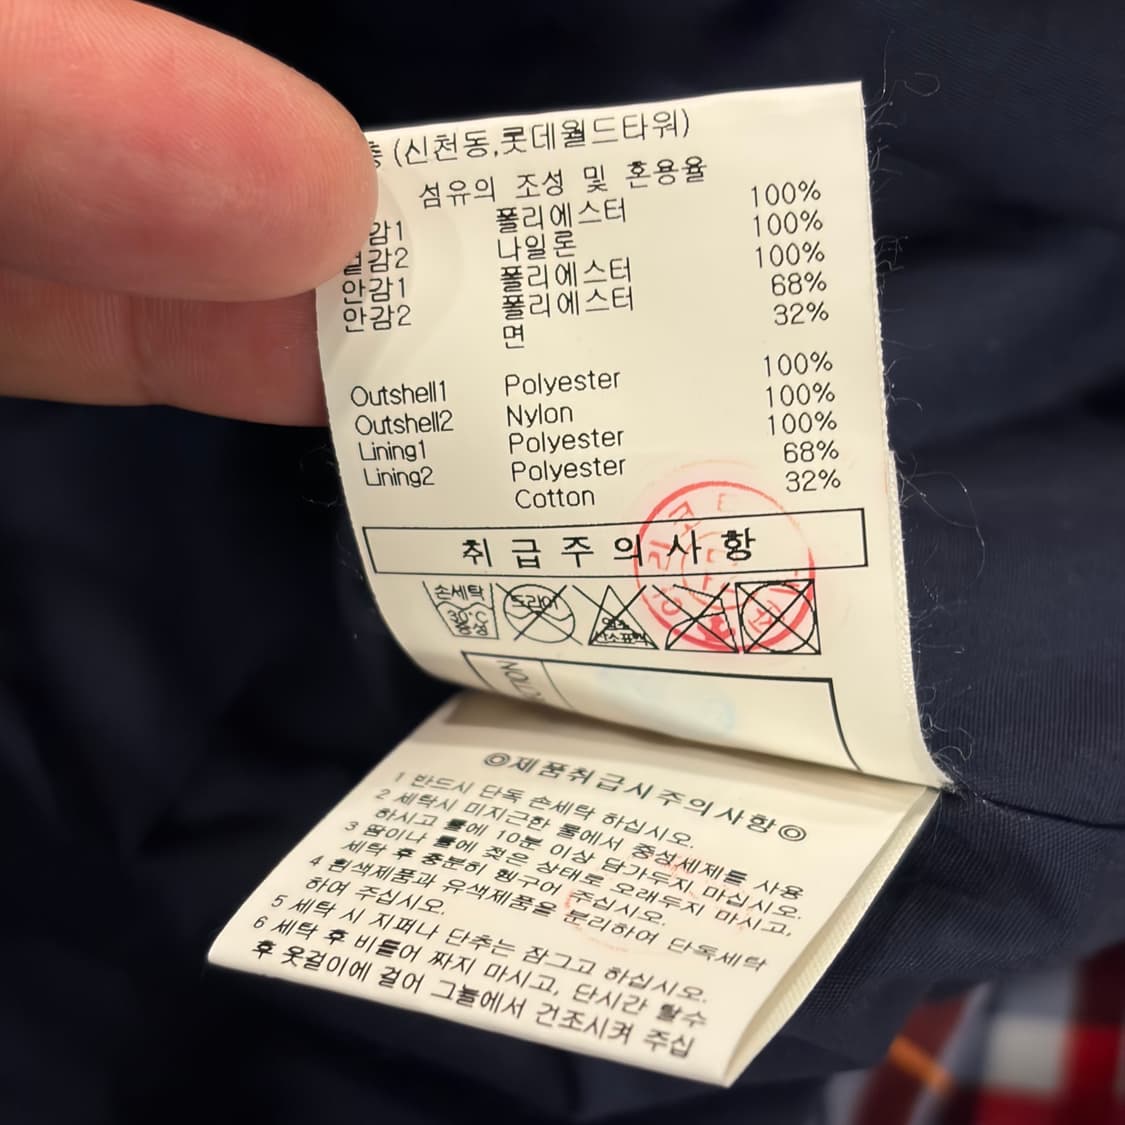 (신천동,롯데월드타워)
섬유의 조성 및 혼용율
감1 폴리에스터 100%
겉감2 나일론 100%
안감1 폴리에스터 100%
안감2 폴리에스터 68%
면 32%
Outshell1 Polyester 100%
Outshell2 Nylon 100%
Lining1 Polyester 100%
Lining2 Polyester 68%
Cotton 32%
취급주의사항
손세탁 30°C 중성
드라이
염소 산소표백
◎제품취급시주의사항◎
1 반드시 단독 손세탁 하십시오.
2 세탁시 미지근한 물에서 중성세제를 사용
하시고 물에 10분 이상 담가두지 마십시오.
3 땀이나 물에 젖은 상태로 오래두지 마시고,
세탁 후 충분히 헹구어 주십시오.
4 흰색제품과 유색제품을 분리하여 단독세탁
하여 주십시오.
5 세탁 시 지퍼나 단추는 잠그고 하십시오.
6 세탁 후 비틀어 짜지 마시고, 단시간 탈수
후 옷걸이에 걸어 그늘에서 건조시켜 주십